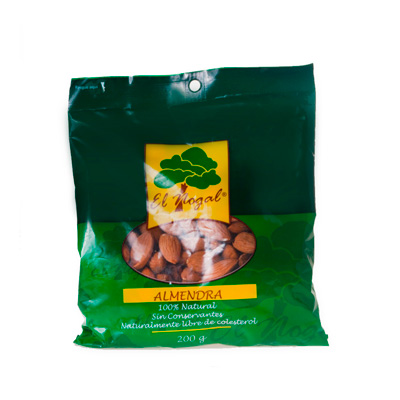 El Nogal®
ALMENDRA
100% Natural
Sin Conservantes
Naturalmente libre de colesterol
200 g